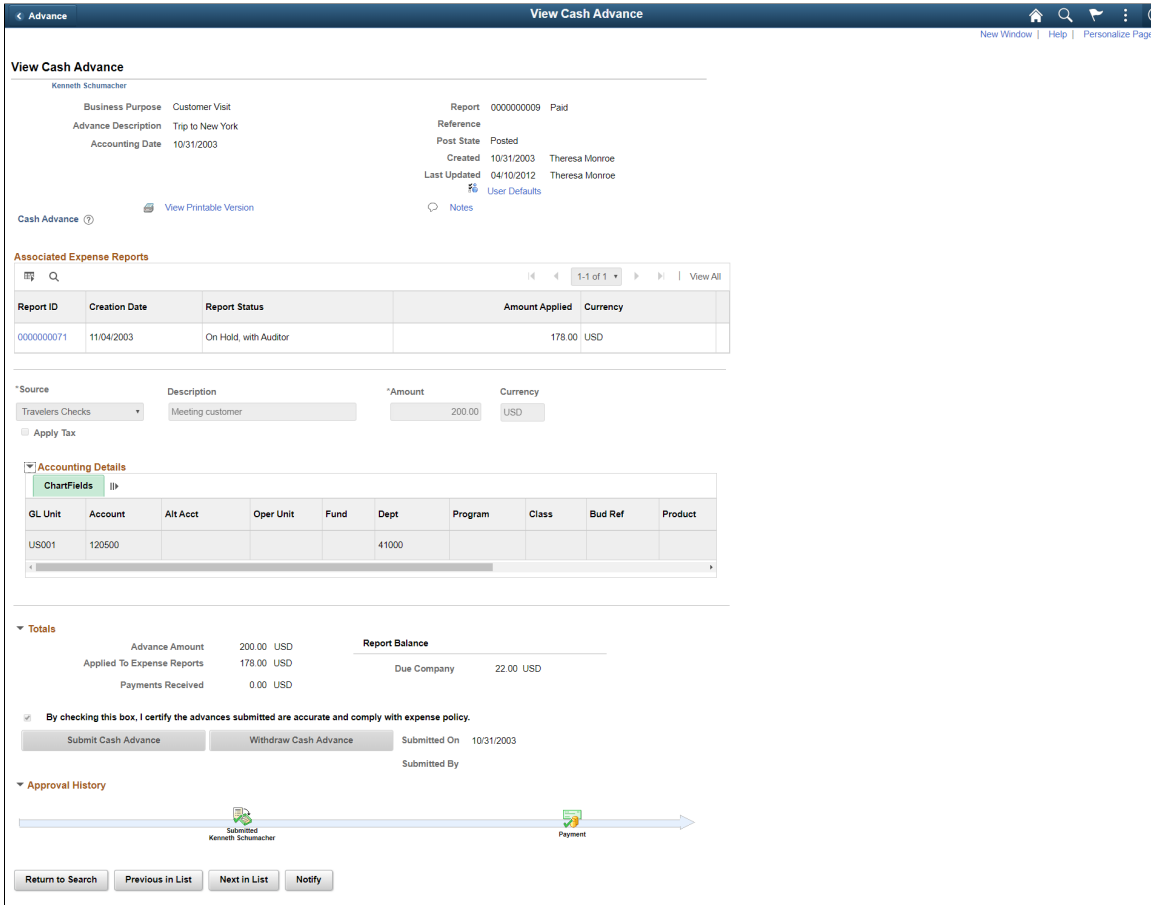 Advance
View Cash Advance
New Window | Help | Personalize Page
View Cash Advance
Kenneth Schumacher
Business Purpose Customer Visit
Report 0000000009 Paid
Advance Description Trip to New York
Reference
Accounting Date 10/31/2003
Post State Posted
Created 10/31/2003 Theresa Monroe
Last Updated 04/10/2012 Theresa Monroe
User Defaults
View Printable Version
Notes
Cash Advance ?
Associated Expense Reports
1-1 of 1 | View All
Report ID Creation Date Report Status Amount Applied Currency
0000000071 11/04/2003 On Hold, with Auditor 178.00 USD
*Source Description *Amount Currency
Travelers Checks Meeting customer 200.00 USD
Apply Tax
Accounting Details
ChartFields
GL Unit Account Alt Acct Oper Unit Fund Dept Program Class Bud Ref Product
US001 120500 41000
Totals
Advance Amount 200.00 USD
Report Balance
Applied To Expense Reports 178.00 USD
Due Company 22.00 USD
Payments Received 0.00 USD
By checking this box, I certify the advances submitted are accurate and comply with expense policy.
Submit Cash Advance Withdraw Cash Advance Submitted On 10/31/2003
Submitted By
Approval History
Submitted
Kenneth Schumacher
Payment
Return to Search Previous in List Next in List Notify